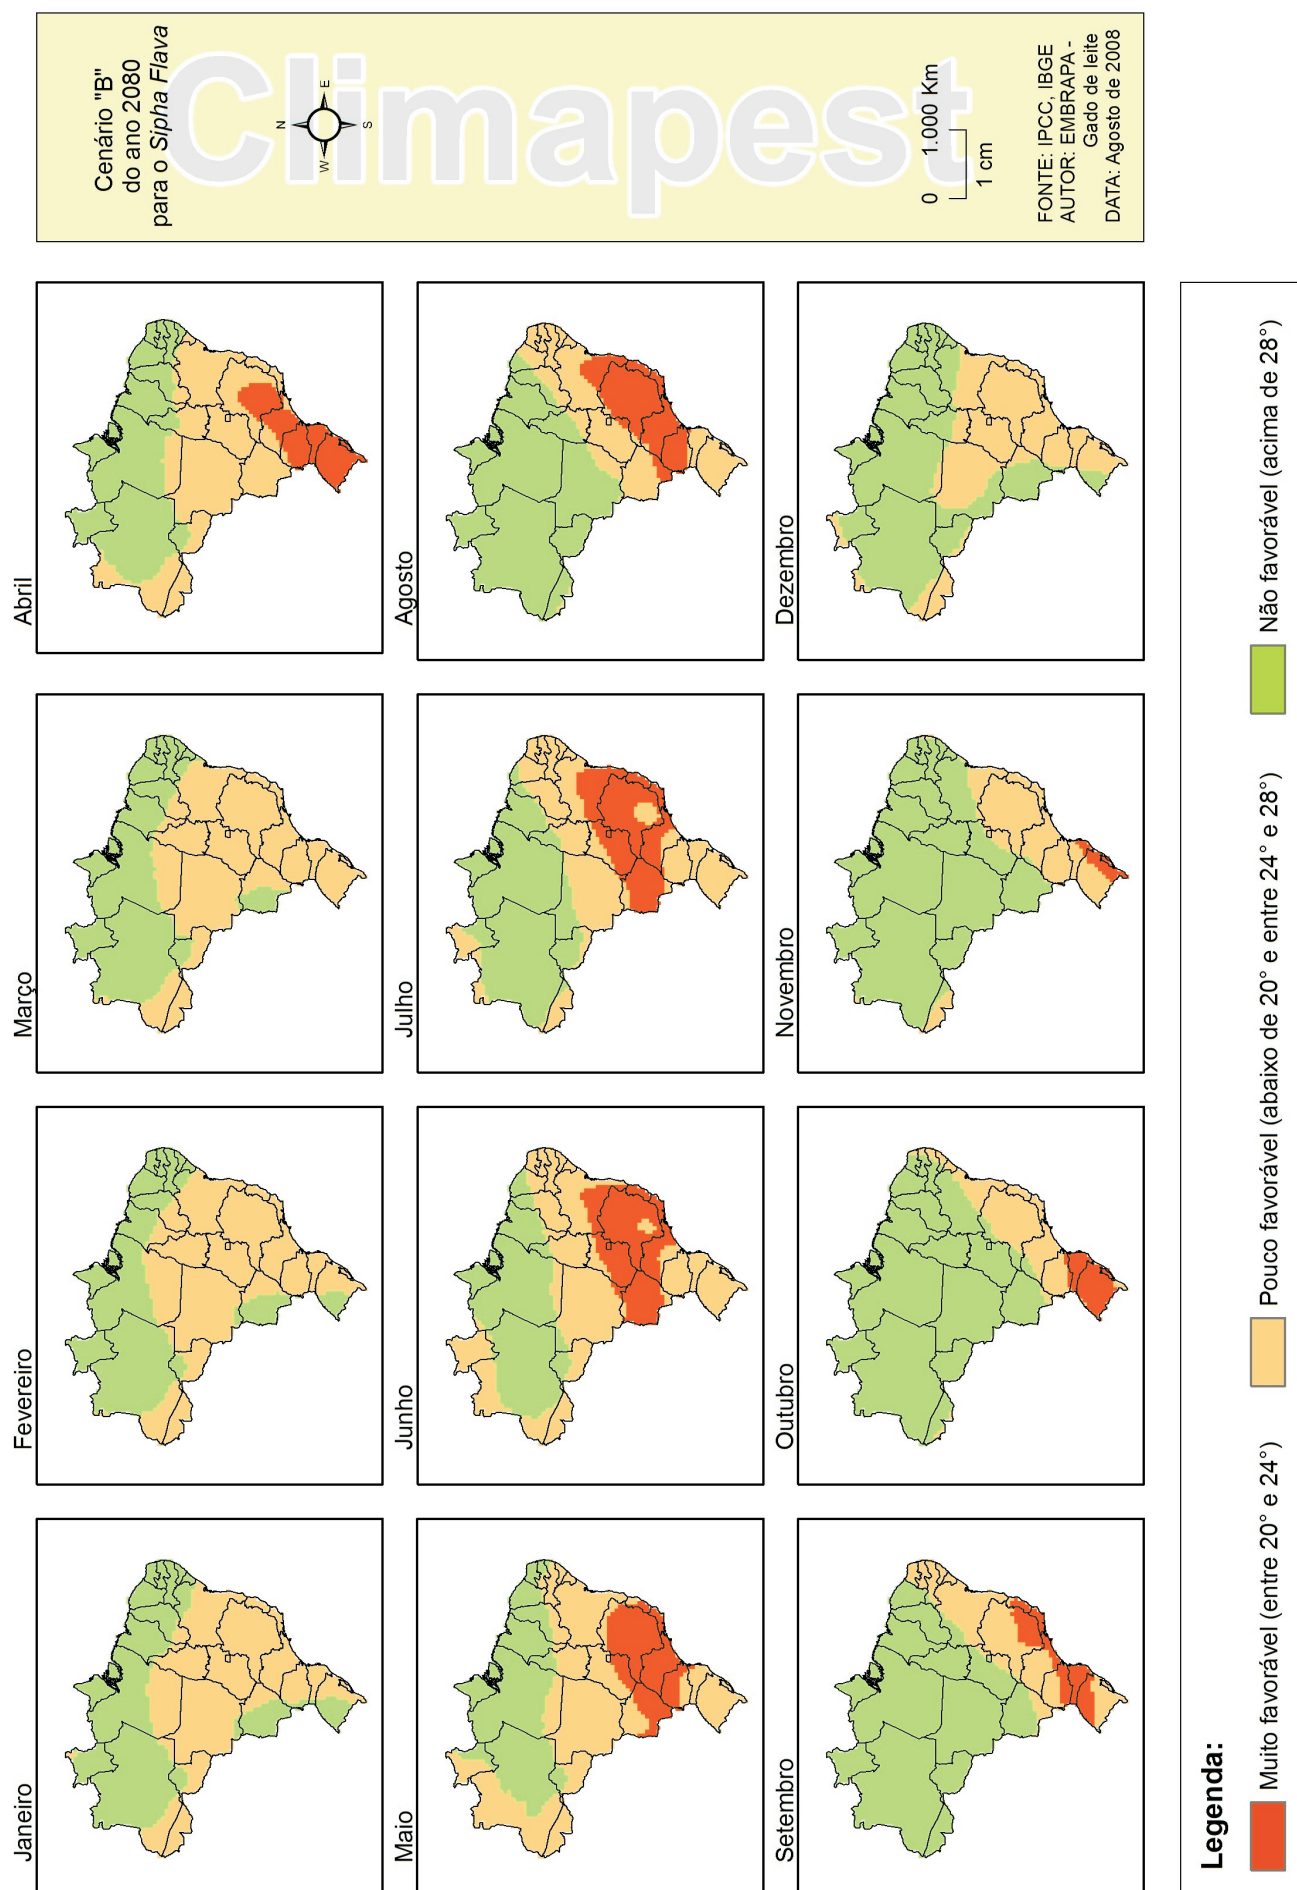 Janeiro
Fevereiro
Março
Abril
Maio
Junho
Julho
Agosto
Setembro
Outubro
Novembro
Dezembro
Climapest
Cenário "B"
do ano 2080
para o Sipha Flava
N
W
E
S
0 1.000 Km
1 cm
FONTE: IPCC, IBGE
AUTOR: EMBRAPA -
Gado de leite
DATA: Agosto de 2008
Legenda:
Muito favorável (entre 20° e 24°)
Pouco favorável (abaixo de 20° e entre 24° e 28°)
Não favorável (acima de 28°)